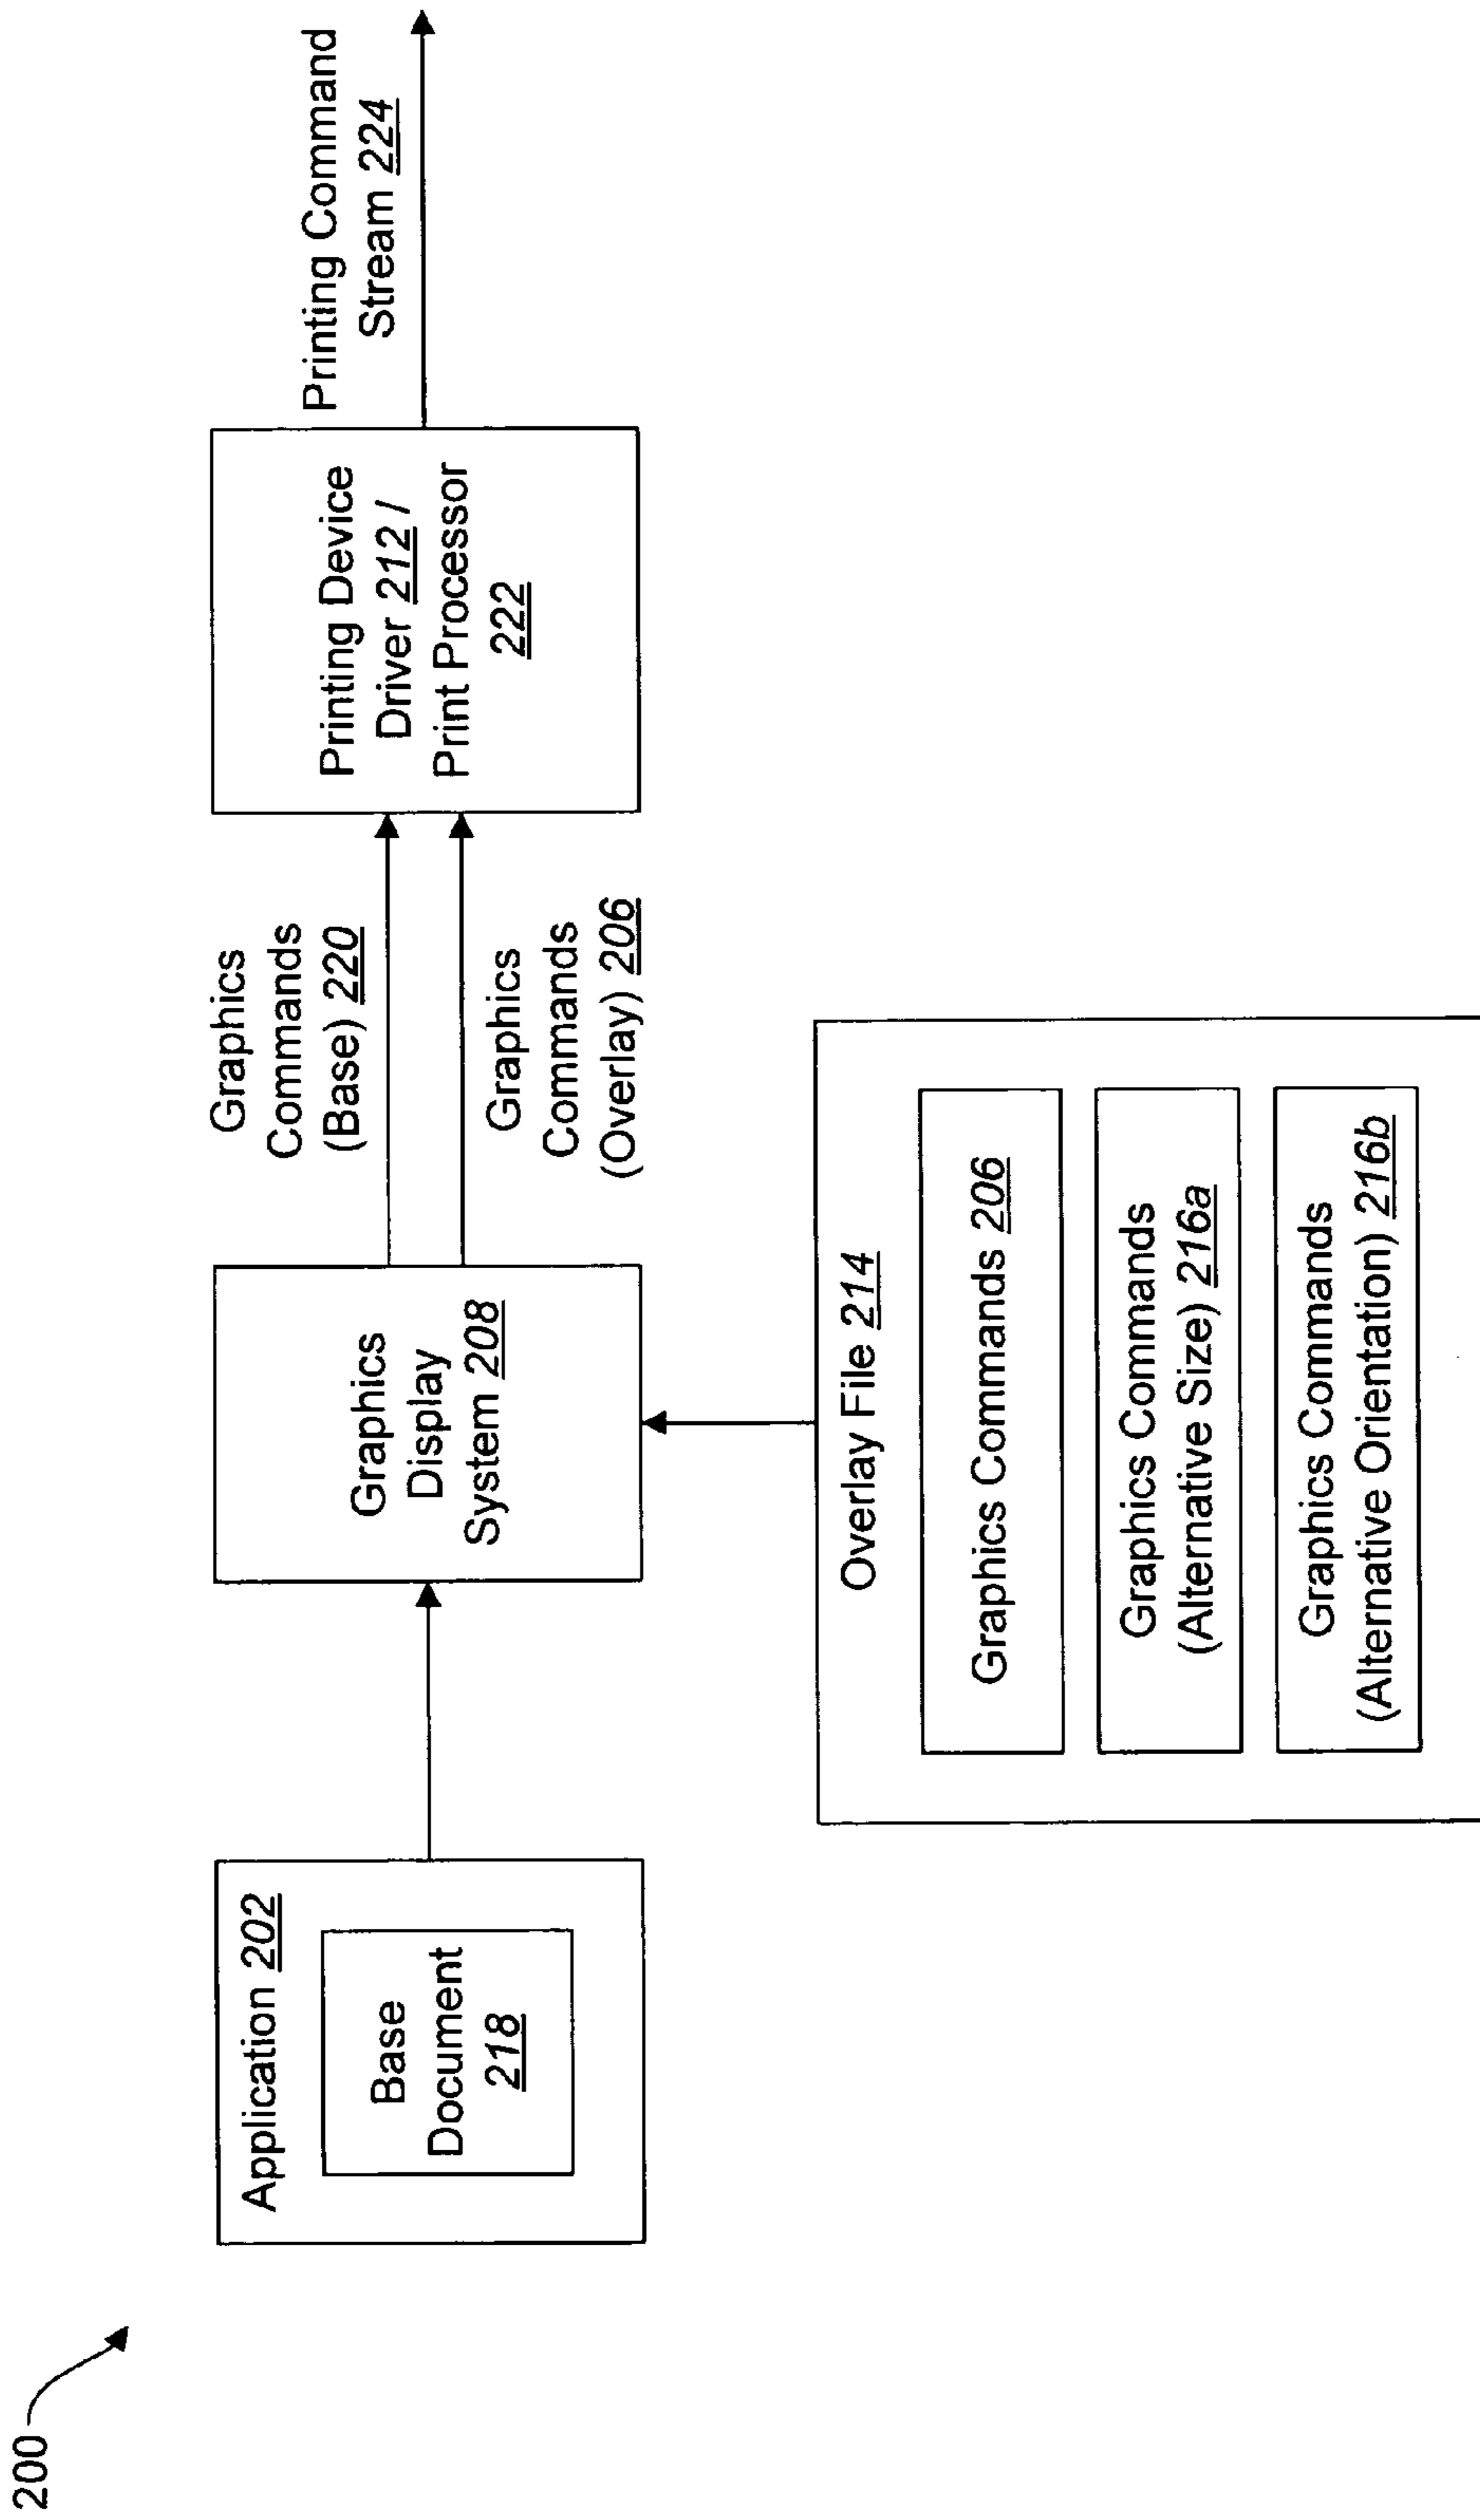 200
Application 202
Base
Document
218
Graphics
Display
System 208
Graphics
Commands
(Base) 220
Graphics
Commands
(Overlay) 206
Printing Device
Driver 212 /
Print Processor
222
Printing Command
Stream 224
Overlay File 214
Graphics Commands 206
Graphics Commands
(Alternative Size) 216a
Graphics Commands
(Alternative Orientation) 216b